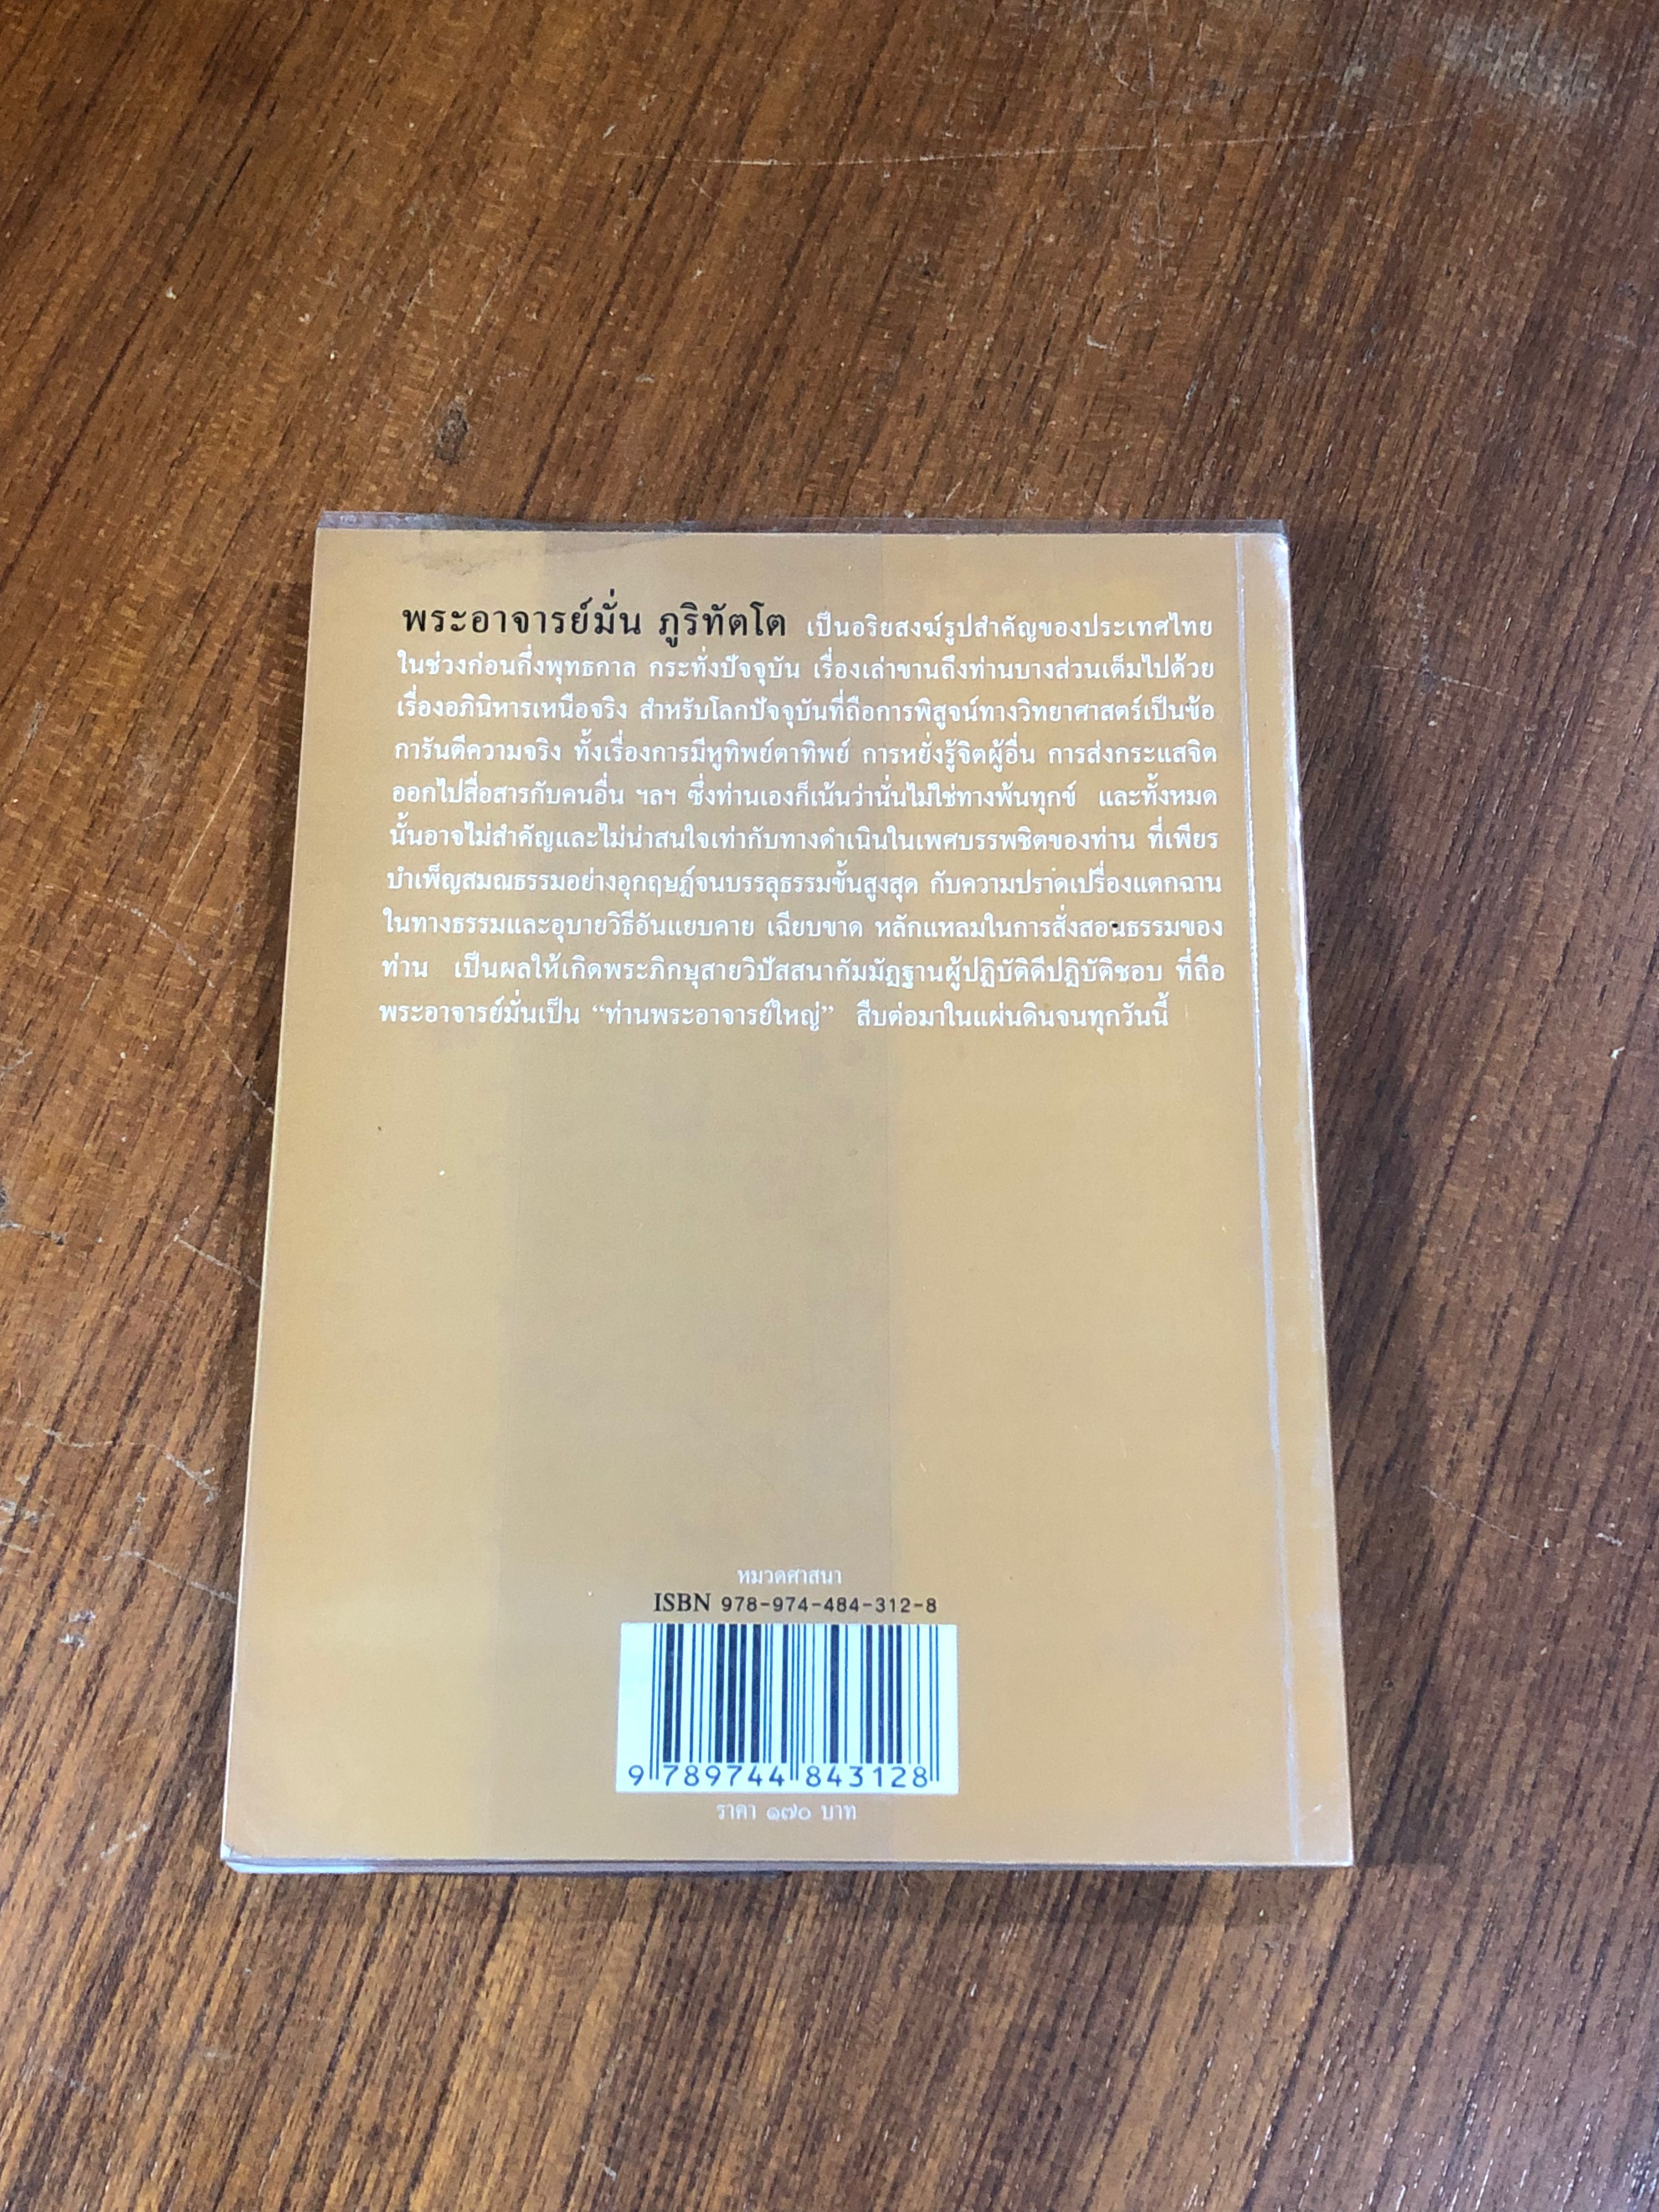 พระอาจารย์มั่น ภูริทัตโต เป็นอริยสงฆ์รูปสำคัญของประเทศไทย
ในช่วงก่อนกึ่งพุทธกาล กระทั่งปัจจุบัน เรื่องเล่าขานถึงท่านบางส่วนเต็มไปด้วย
เรื่องอภินิหารเหนือจริง สำหรับโลกปัจจุบันที่ถือการพิสูจน์ทางวิทยาศาสตร์เป็นข้อ
การันตีความจริง ทั้งเรื่องการมีหูทิพย์ตาทิพย์ การหยั่งรู้จิตผู้อื่น การส่งกระแสจิต
ออกไปสื่อสารกับคนอื่น ฯลฯ ซึ่งท่านเองก็เน้นว่านั่นไม่ใช่ทางพ้นทุกข์ และทั้งหมด
นั้นอาจไม่สำคัญและไม่น่าสนใจเท่ากับทางดำเนินในเพศบรรพชิตของท่าน ที่เพียร
บำเพ็ญสมณธรรมอย่างอุกฤษฏ์จนบรรลุธรรมขั้นสูงสุด กับความปราดเปรื่องแตกฉาน
ในทางธรรมและอุบายวิธีอันแยบคาย เฉียบขาด หลักแหลมในการสั่งสอนธรรมของ
ท่าน เป็นผลให้เกิดพระภิกษุสายวิปัสสนากัมมัฏฐานผู้ปฏิบัติดีปฏิบัติชอบ ที่ถือ
พระอาจารย์มั่นเป็น “ท่านพระอาจารย์ใหญ่” สืบต่อมาในแผ่นดินจนทุกวันนี้
หมวดศาสนา
ISBN 978-974-484-312-8
9 789744 843128
ราคา ๑๗๐ บาท